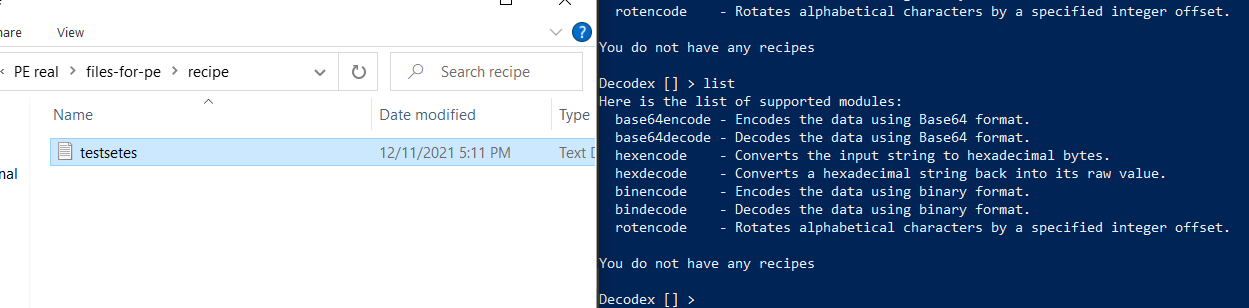 are View
PE real files-for-pe recipe Search recipe
Name Date modified Type
testsetes 12/11/2021 5:11 PM Text D
nal
rotencode - Rotates alphabetical characters by a specified integer offset.
You do not have any recipes
Decodex [] > list
Here is the list of supported modules:
base64encode - Encodes the data using Base64 format.
base64decode - Decodes the data using Base64 format.
hexencode - Converts the input string to hexadecimal bytes.
hexdecode - Converts a hexadecimal string back into its raw value.
binencode - Encodes the data using binary format.
bindecode - Decodes the data using binary format.
rotencode - Rotates alphabetical characters by a specified integer offset.
You do not have any recipes
Decodex [] >